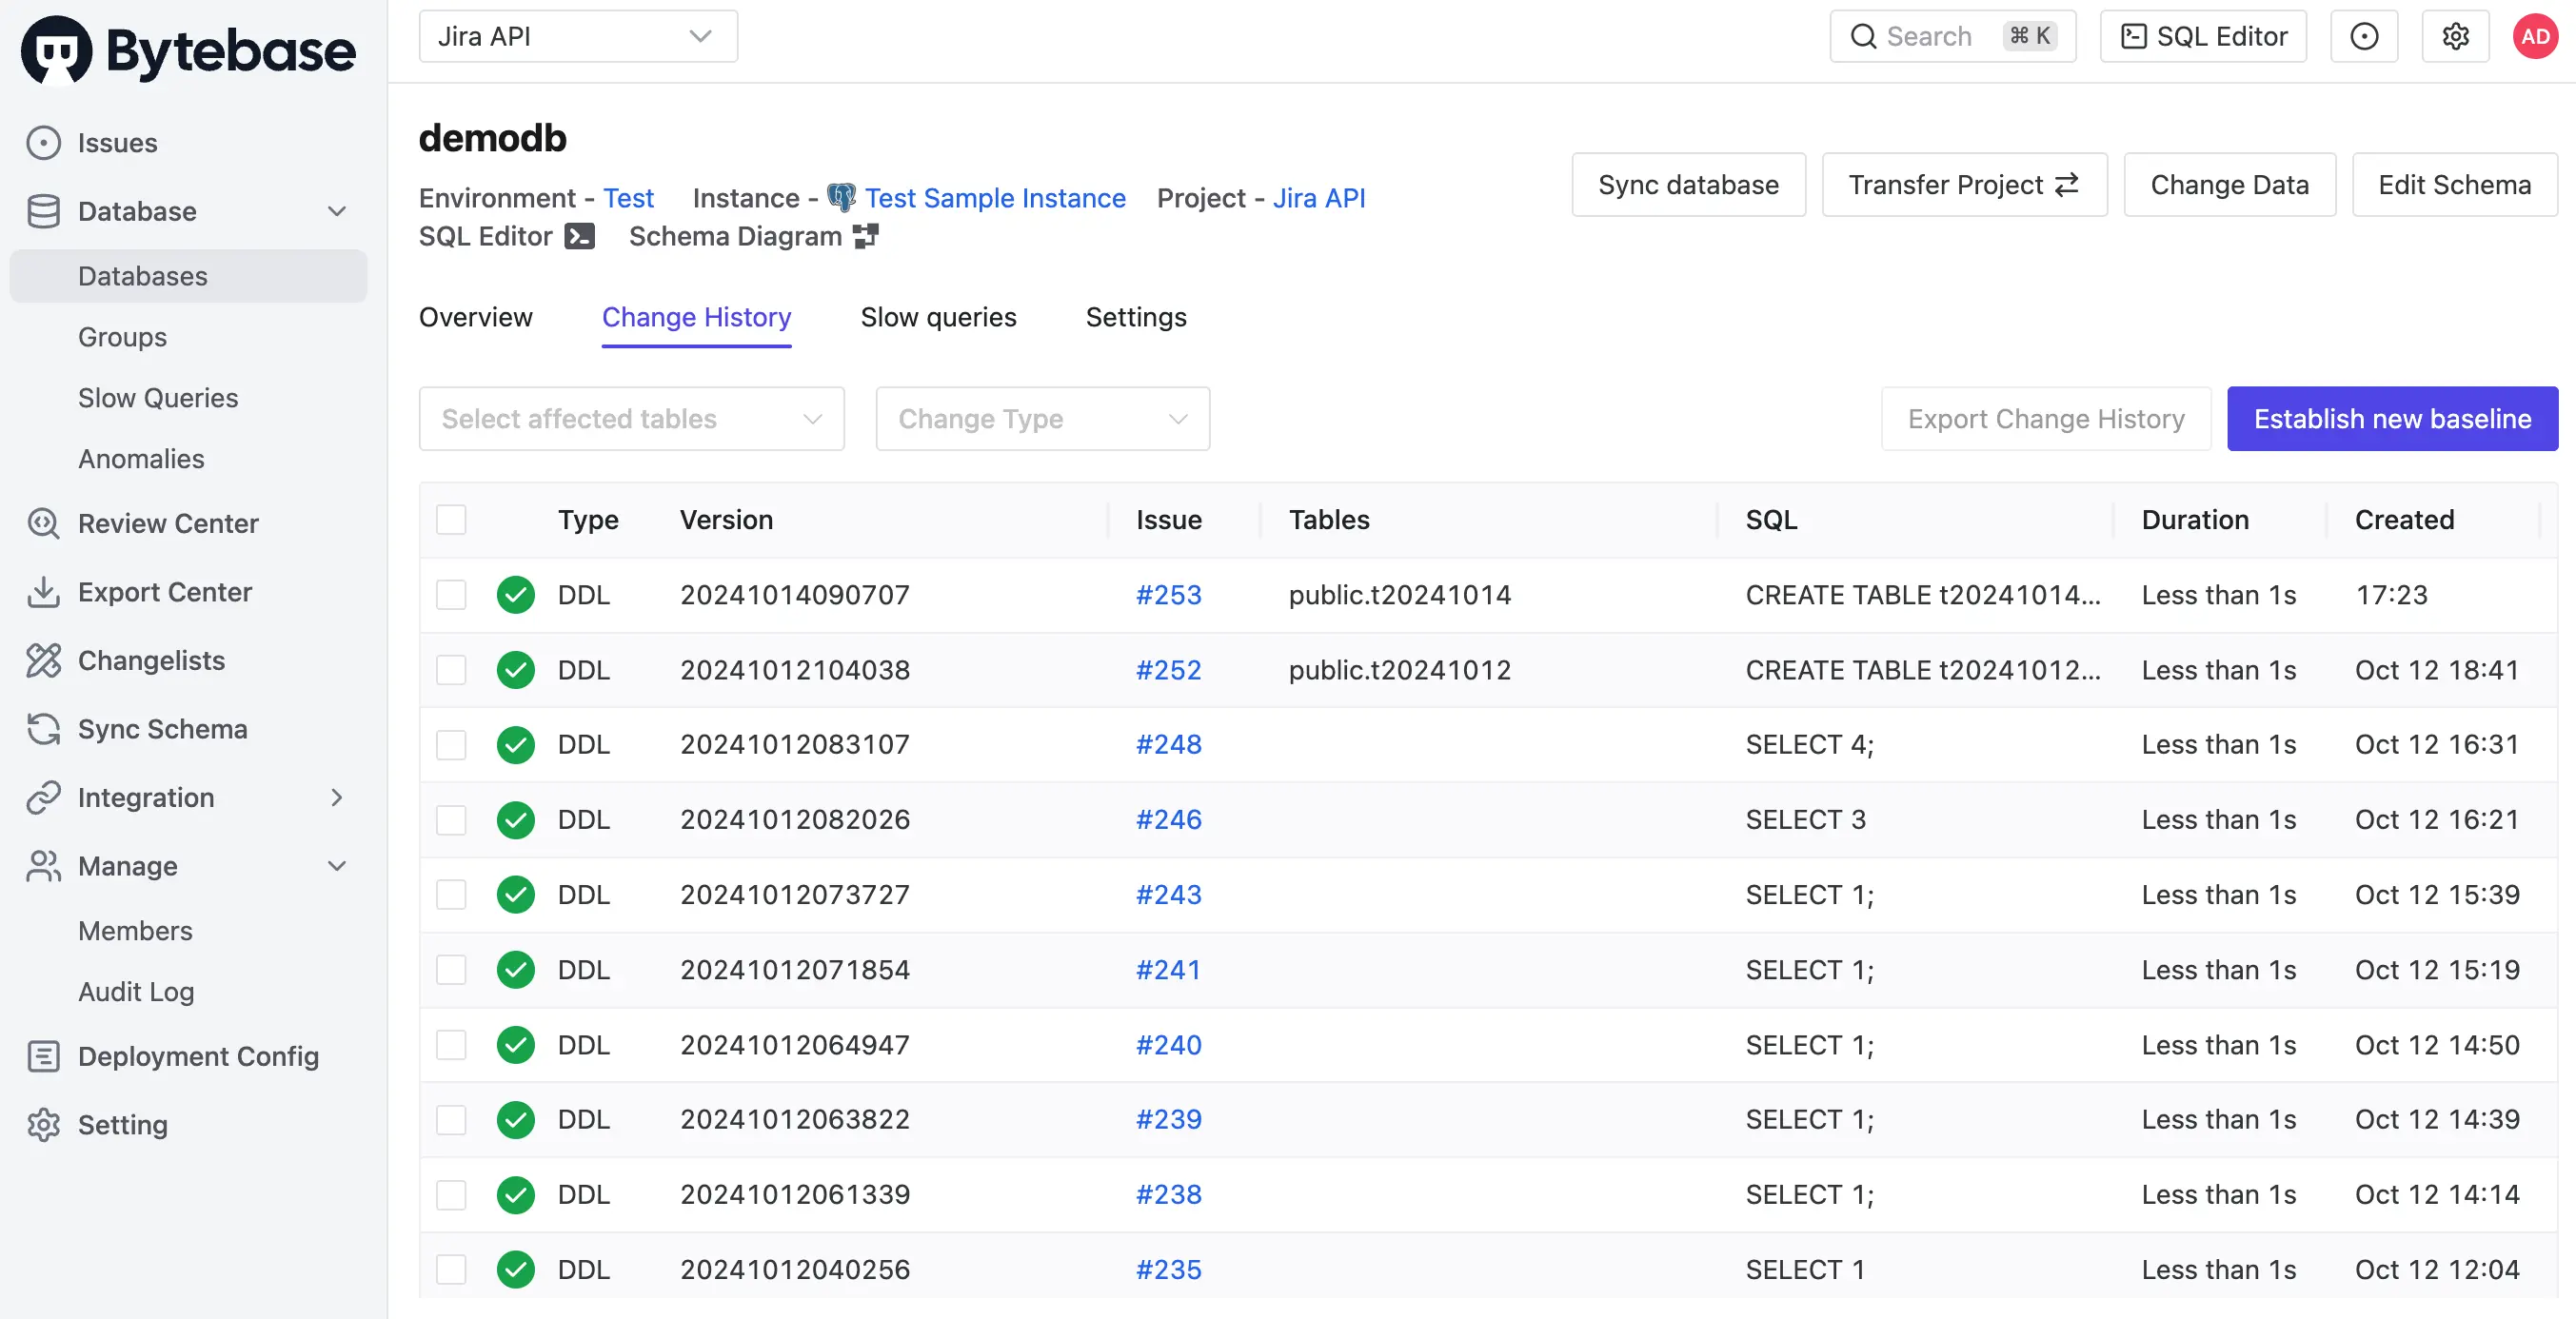 Bytebase
Jira API
Search ⌘ K
SQL Editor
AD
Issues
Database
Databases
Groups
Slow Queries
Anomalies
Review Center
Export Center
Changelists
Sync Schema
Integration
Manage
Members
Audit Log
Deployment Config
Setting
demodb
Environment - Test Instance - Test Sample Instance Project - Jira API
SQL Editor Schema Diagram
Sync database Transfer Project Change Data Edit Schema
Overview Change History Slow queries Settings
Select affected tables Change Type Export Change History Establish new baseline
Type Version Issue Tables SQL Duration Created
DDL 20241014090707 #253 public.t20241014 CREATE TABLE t20241014... Less than 1s 17:23
DDL 20241012104038 #252 public.t20241012 CREATE TABLE t20241012... Less than 1s Oct 12 18:41
DDL 20241012083107 #248 SELECT 4; Less than 1s Oct 12 16:31
DDL 20241012082026 #246 SELECT 3 Less than 1s Oct 12 16:21
DDL 20241012073727 #243 SELECT 1; Less than 1s Oct 12 15:39
DDL 20241012071854 #241 SELECT 1; Less than 1s Oct 12 15:19
DDL 20241012064947 #240 SELECT 1; Less than 1s Oct 12 14:50
DDL 20241012063822 #239 SELECT 1; Less than 1s Oct 12 14:39
DDL 20241012061339 #238 SELECT 1; Less than 1s Oct 12 14:14
DDL 20241012040256 #235 SELECT 1 Less than 1s Oct 12 12:04